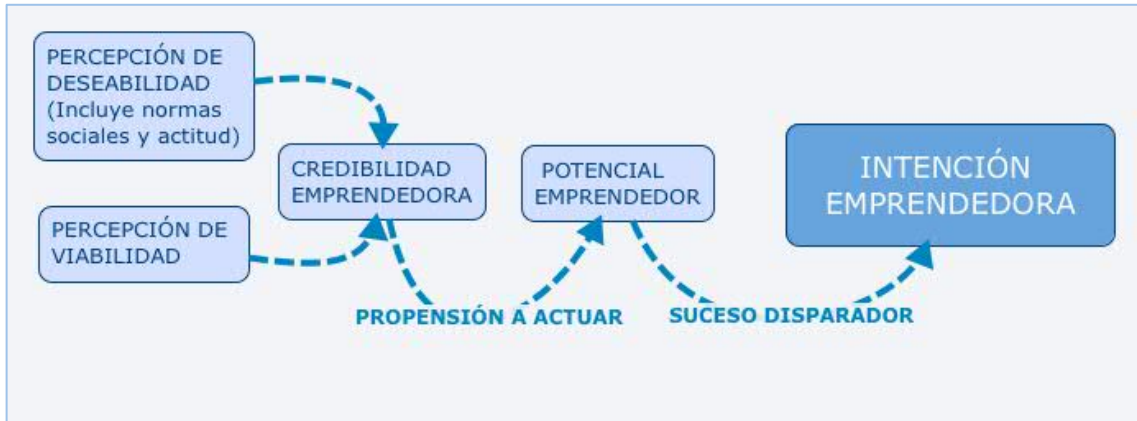 PERCEPCIÓN DE
DESEABILIDAD
(Incluye normas
sociales y actitud)
PERCEPCIÓN DE
VIABILIDAD
CREDIBILIDAD
EMPRENDEDORA
PROPENSIÓN A ACTUAR
POTENCIAL
EMPRENDEDOR
SUCESO DISPARADOR
INTENCIÓN
EMPRENDEDORA